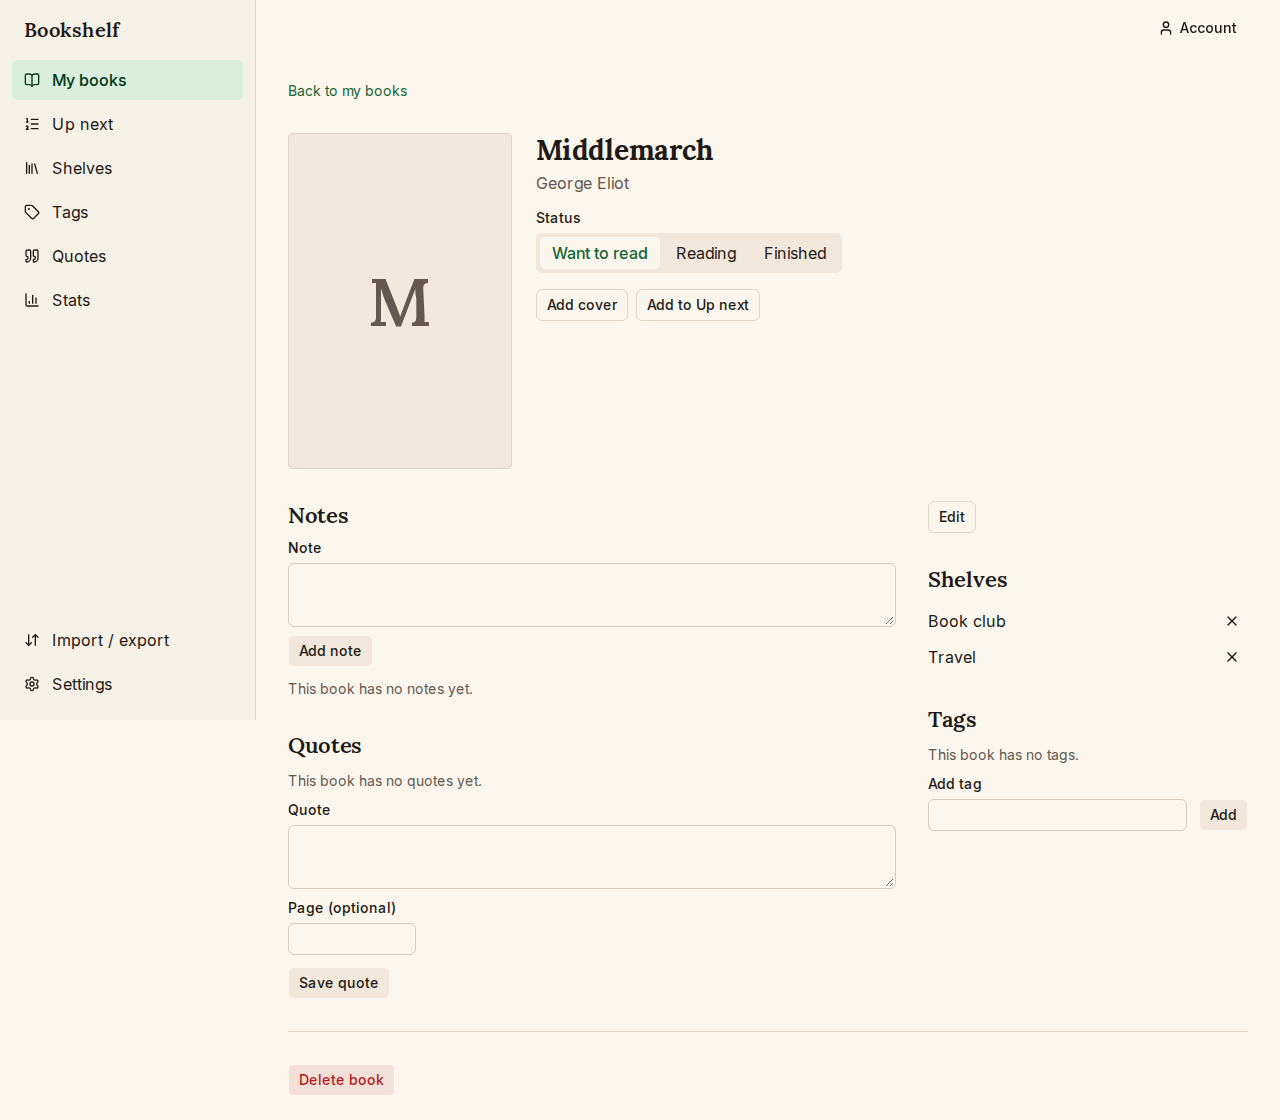 Bookshelf
My books
Up next
Shelves
Tags
Quotes
Stats
Import / export
Settings
Account
Back to my books
M
Middlemarch
George Eliot
Status
Want to read Reading Finished
Add cover Add to Up next
Notes
Note
Add note
This book has no notes yet.
Quotes
This book has no quotes yet.
Quote
Page (optional)
Save quote
Edit
Shelves
Book club
Travel
Tags
This book has no tags.
Add tag
Add
Delete book